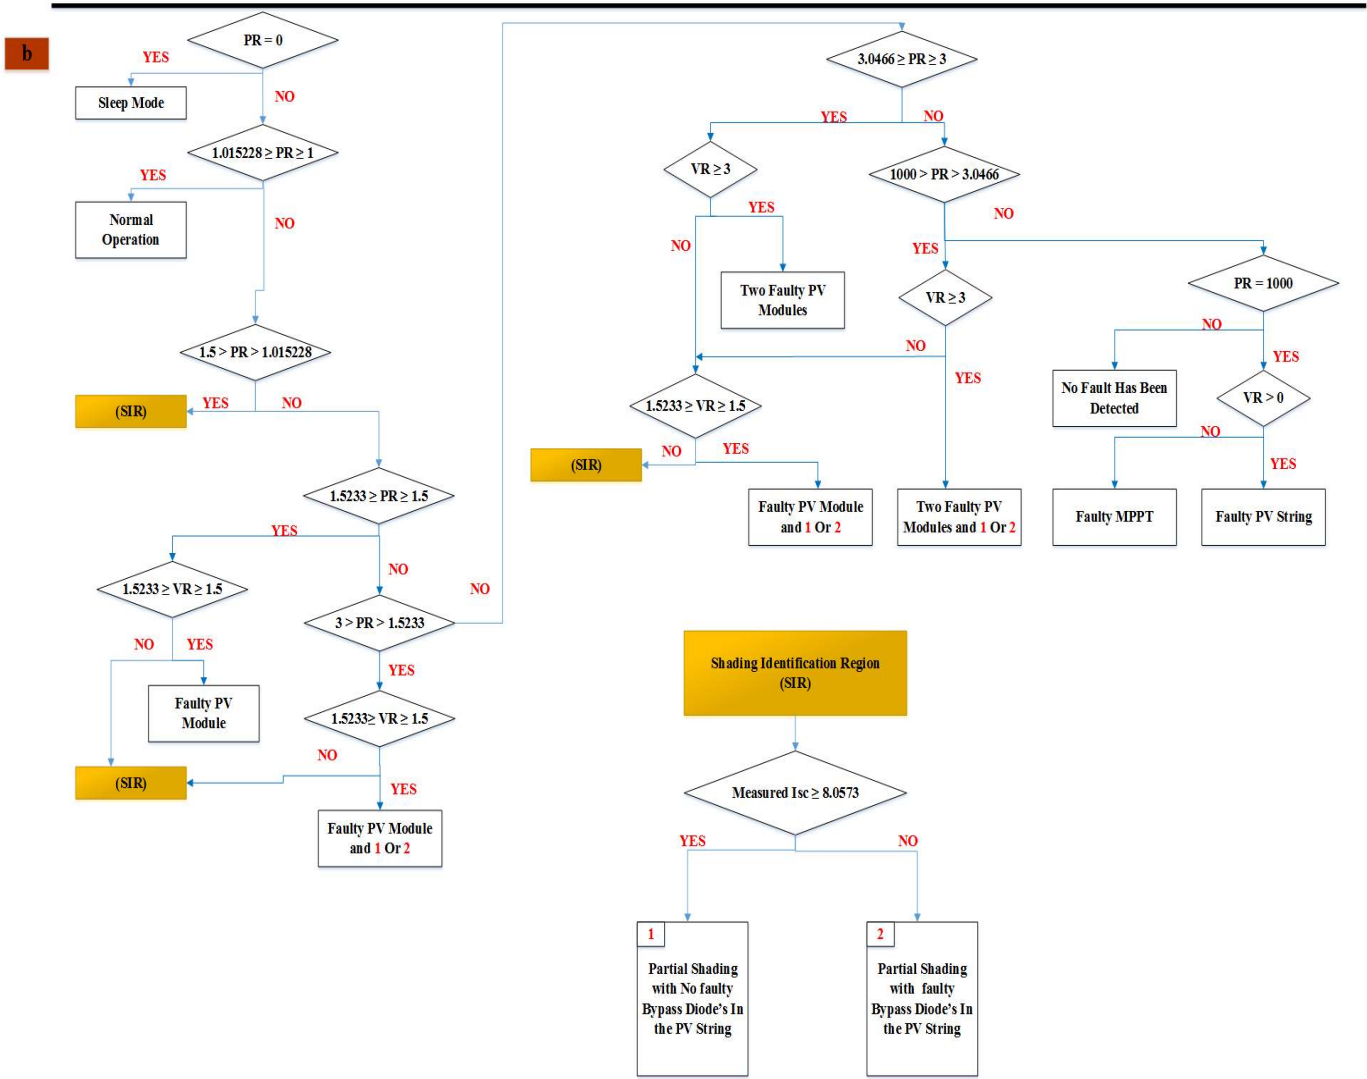 b
PR = 0
YES
Sleep Mode
NO
1.015228 ≥ PR ≥ 1
YES
Normal
Operation
NO
1.5 > PR > 1.015228
(SIR)
YES
NO
1.5233 ≥ PR ≥ 1.5
YES
NO
1.5233 ≥ VR ≥ 1.5
NO
YES
Faulty PV
Module
(SIR)
3 > PR > 1.5233
NO
YES
1.5233≥ VR ≥ 1.5
NO
YES
Faulty PV Module
and 1 Or 2
3.0466 ≥ PR ≥ 3
YES
NO
VR ≥ 3
YES
NO
Two Faulty PV
Modules
1000 > PR > 3.0466
NO
YES
VR ≥ 3
NO
YES
1.5233 ≥ VR ≥ 1.5
NO
YES
(SIR)
Faulty PV Module
and 1 Or 2
Two Faulty PV
Modules and 1 Or 2
PR = 1000
NO
YES
No Fault Has Been
Detected
VR > 0
NO
YES
Faulty MPPT
Faulty PV String
Shading Identification Region
(SIR)
Measured Isc ≥ 8.0573
YES
NO
1
Partial Shading
with No faulty
Bypass Diode's In
the PV String
2
Partial Shading
with faulty
Bypass Diode's In
the PV String